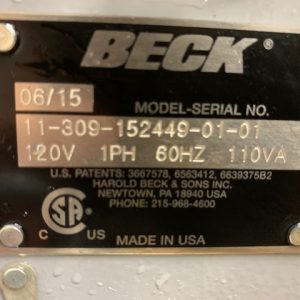 BECK®
06/15
MODEL-SERIAL NO.
11-309-152449-01-01
120V 1PH 60HZ 110VA
U.S. PATENTS: 3667578, 6563412, 6639375B2
HAROLD BECK & SONS INC.
NEWTOWN, PA 18940 USA
PHONE: 215-968-4600
SA
C US
MADE IN USA